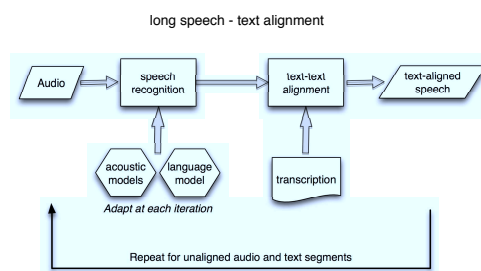 long speech - text alignment
Audio
speech
recognition
text-text
alignment
text-aligned
speech
acoustic
models
language
model
transcription
Adapt at each iteration
Repeat for unaligned audio and text segments